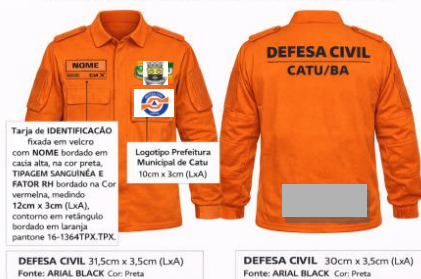 NOME
DEFESA CIVIL
CATU/BA
Tarja de IDENTIFICACÃO
fixada em velcro
com NOME bordado em
caixa alta, na cor preta,
TIPAGEM SANGUÍNEA E
FATOR RH bordado na Cor
vermelna, medindo
12cm x 3cm (LxA),
contorno em retângulo
bordado em laranja
pantone 16-1364TPX.TPX.
Logotipo Prefeitura
Municipal de Catu
10cm x 3cm (LxA)
DEFESA CIVIL 31,5cm x 3,5cm (LxA)
Fonte: ARIAL BLACK Cor: Preta
DEFESA CIVIL 30cm x 3,5cm (LxA)
Fonte: ARIAL BLACK Cor: Preta